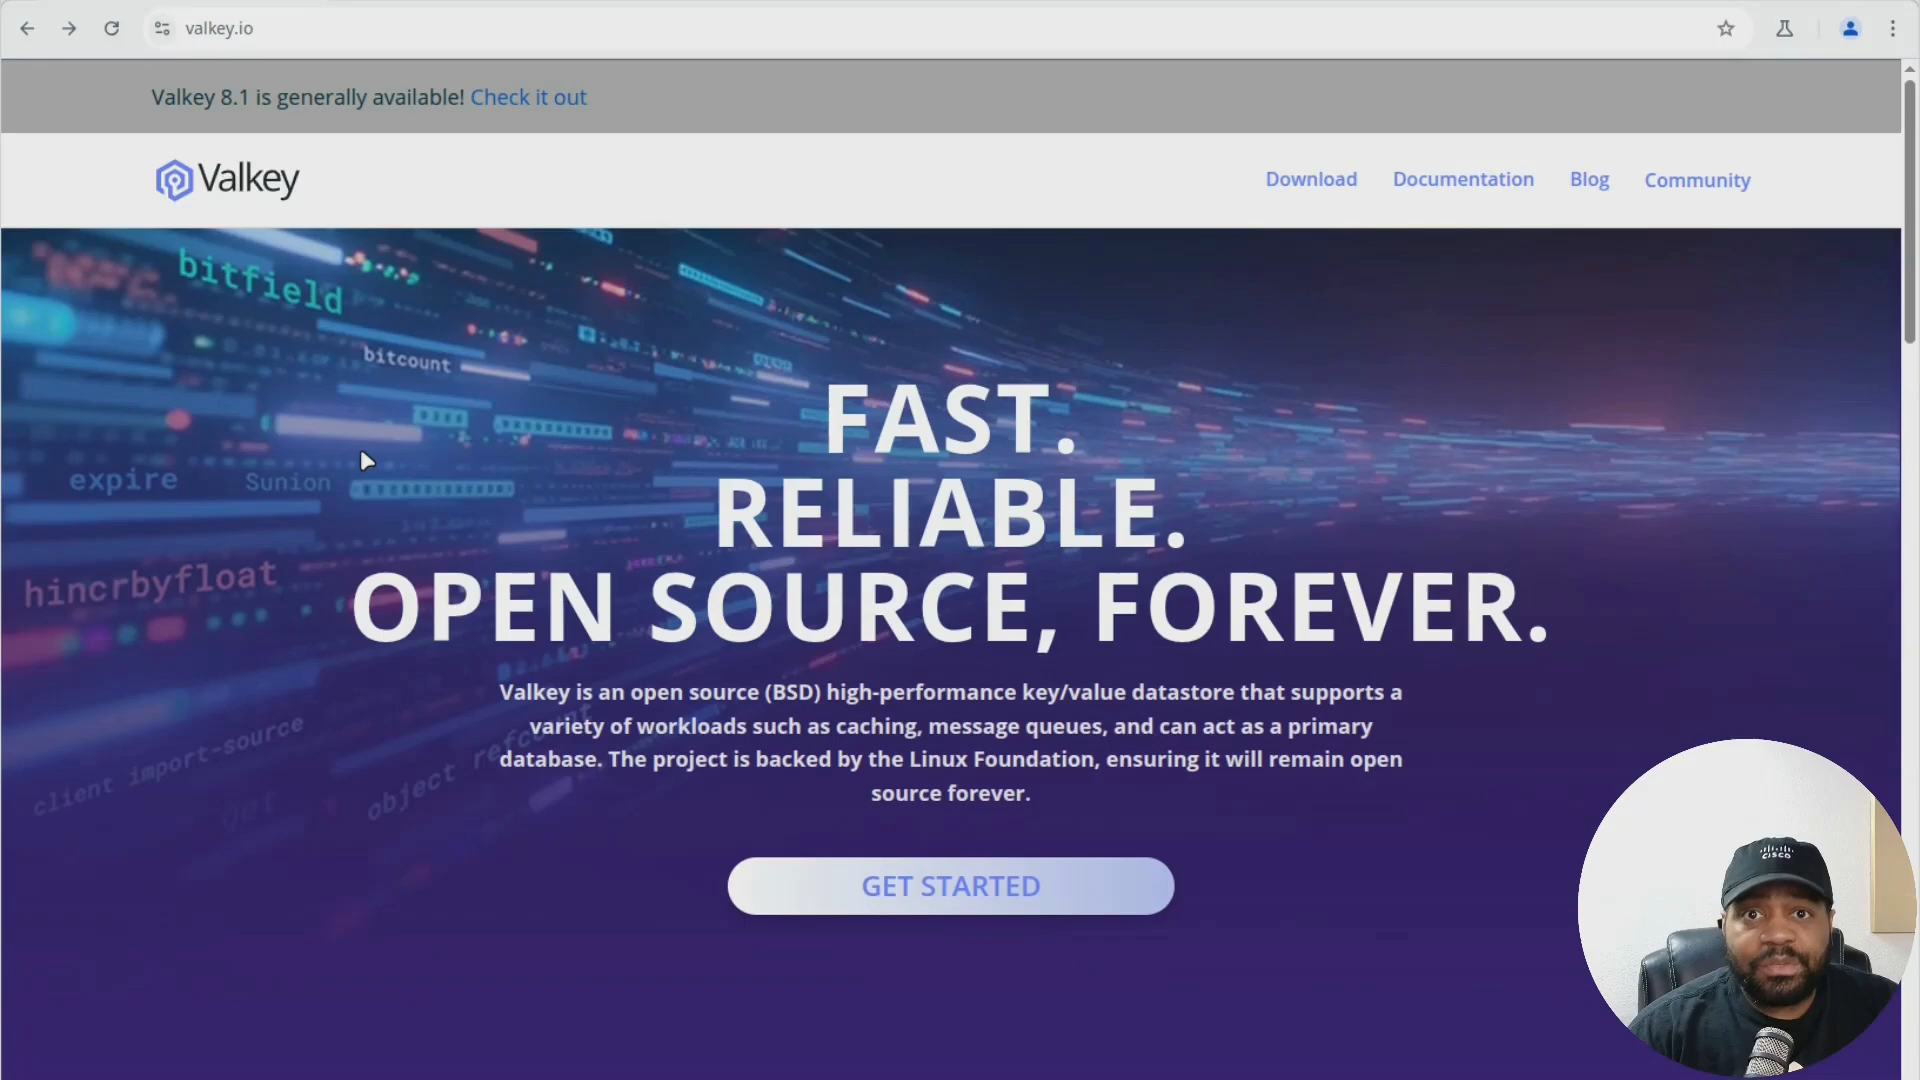 valkey.io
Valkey 8.1 is generally available! Check it out
Valkey
Download Documentation Blog Community
bitfield
bitcount
expire
Sunion
hincrbyfloat
client import-source
object refcount
get
FAST.
RELIABLE.
OPEN SOURCE, FOREVER.
Valkey is an open source (BSD) high-performance key/value datastore that supports a
variety of workloads such as caching, message queues, and can act as a primary
database. The project is backed by the Linux Foundation, ensuring it will remain open
source forever.
GET STARTED
CISCO